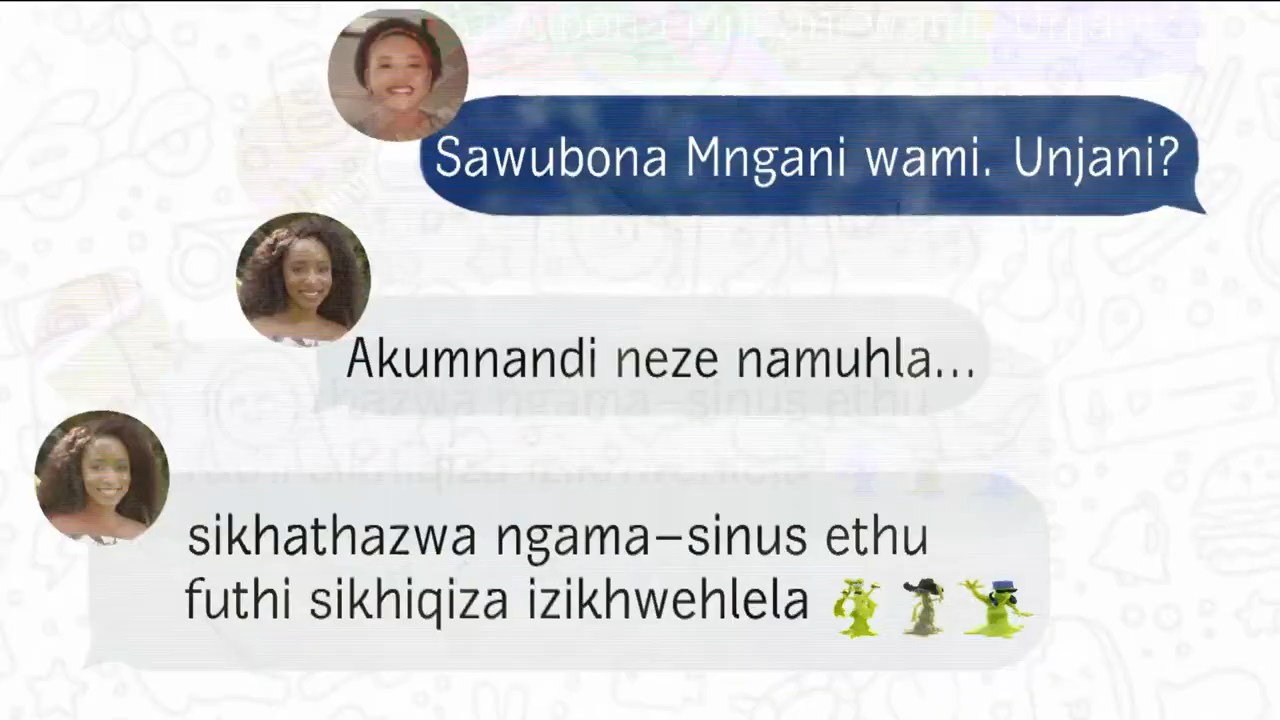 Sawubona Mngani wami. Unjani?
Akumnandi neze namuhla...
sikhathazwa ngama–sinus ethu
futhi sikhiqiza izikhwehlela